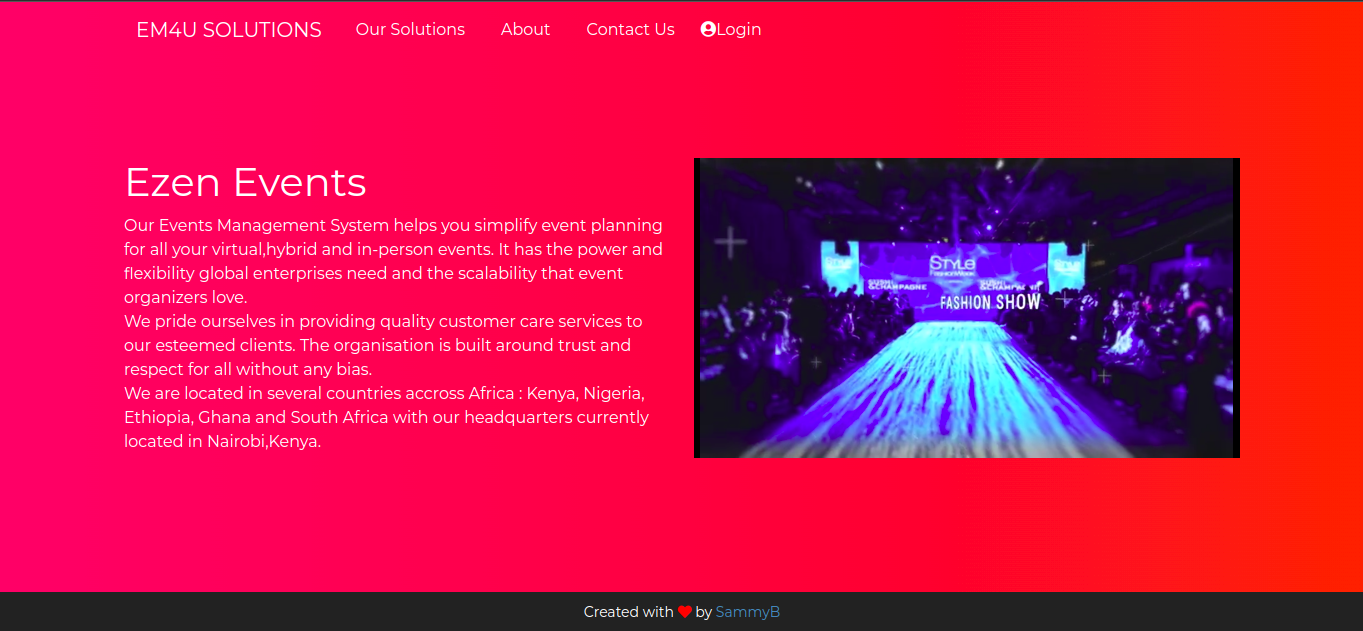 EM4U SOLUTIONS Our Solutions About Contact Us Login
Ezen Events
Our Events Management System helps you simplify event planning
for all your virtual,hybrid and in-person events. It has the power and
flexibility global enterprises need and the scalability that event
organizers love.
We pride ourselves in providing quality customer care services to
our esteemed clients. The organisation is built around trust and
respect for all without any bias.
We are located in several countries accross Africa : Kenya, Nigeria,
Ethiopia, Ghana and South Africa with our headquarters currently
located in Nairobi,Kenya.
STYLE
FASHIONWEEK
&CHAMPAGNE
FASHION SHOW
Created with by SammyB